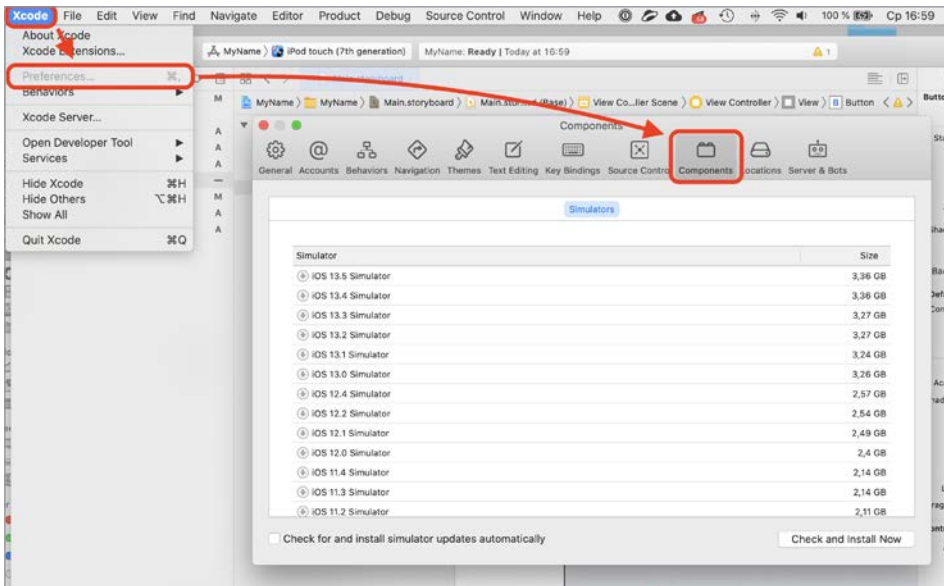 Xcode File Edit View Find Navigate Editor Product Debug Source Control Window Help 100 % Ср 16:59
About Xcode
Xcode Extensions...
MyName iPod touch (7th generation) MyName: Ready | Today at 16:59 1
Preferences... ⌘,
Behaviors
M MyName MyName Main.storyboard (Base) View Co...ller Scene View Controller View B Button
Xcode Server...
Components
Open Developer Tool
Services
General Accounts Behaviors Navigation Themes Text Editing Key Bindings Source Control Components Locations Server & Bots
Hide Xcode ⌘H
Hide Others ⌥⌘H
Show All
Quit Xcode ⌘Q
A
A
A
M
A
A
Simulators
Simulator Size
iOS 13.5 Simulator 3,36 GB
iOS 13.4 Simulator 3,36 GB
iOS 13.3 Simulator 3,27 GB
iOS 13.2 Simulator 3,27 GB
iOS 13.1 Simulator 3,24 GB
iOS 13.0 Simulator 3,26 GB
iOS 12.4 Simulator 2,57 GB
iOS 12.2 Simulator 2,54 GB
iOS 12.1 Simulator 2,49 GB
iOS 12.0 Simulator 2,4 GB
iOS 11.4 Simulator 2,14 GB
iOS 11.3 Simulator 2,14 GB
iOS 11.2 Simulator 2,11 GB
Check for and install simulator updates automatically Check and Install Now